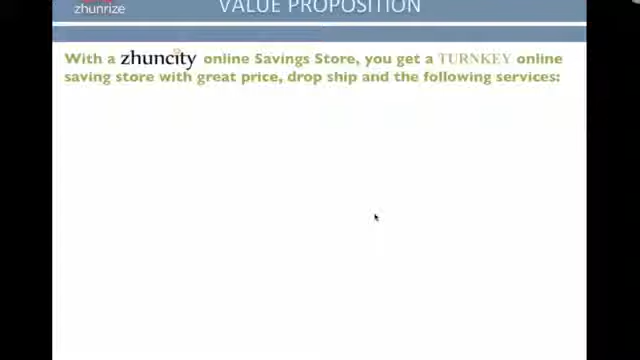 zhunrize
VALUE PROPOSITION
With a zhuncity online Savings Store, you get a TURNKEY online
saving store with great price, drop ship and the following services: